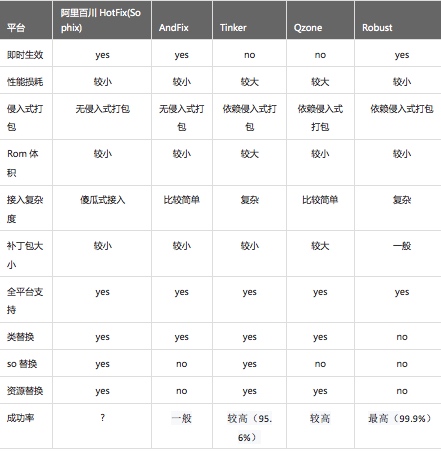 平台 阿里百川 HotFix(So AndFix Tinker Qzone Robust
phix)
即时生效 yes yes no no yes
性能损耗 较小 较小 较大 较大 较小
侵入式打 无侵入式打包 无侵入式打 依赖侵入式打 依赖侵入式 依赖侵入式打包
包 包 包 打包
Rom 体 较小 较小 较大 较小 较小
积
接入复杂 傻瓜式接入 比较简单 复杂 比较简单 复杂
度
补丁包大 较小 较小 较小 较大 一般
小
全平台支 yes yes yes yes yes
持
类替换 yes yes yes yes no
so 替换 yes no yes no no
资源替换 yes no yes yes no
成功率 ? 一般 较高（95. 较高 最高（99.9%）
6%）